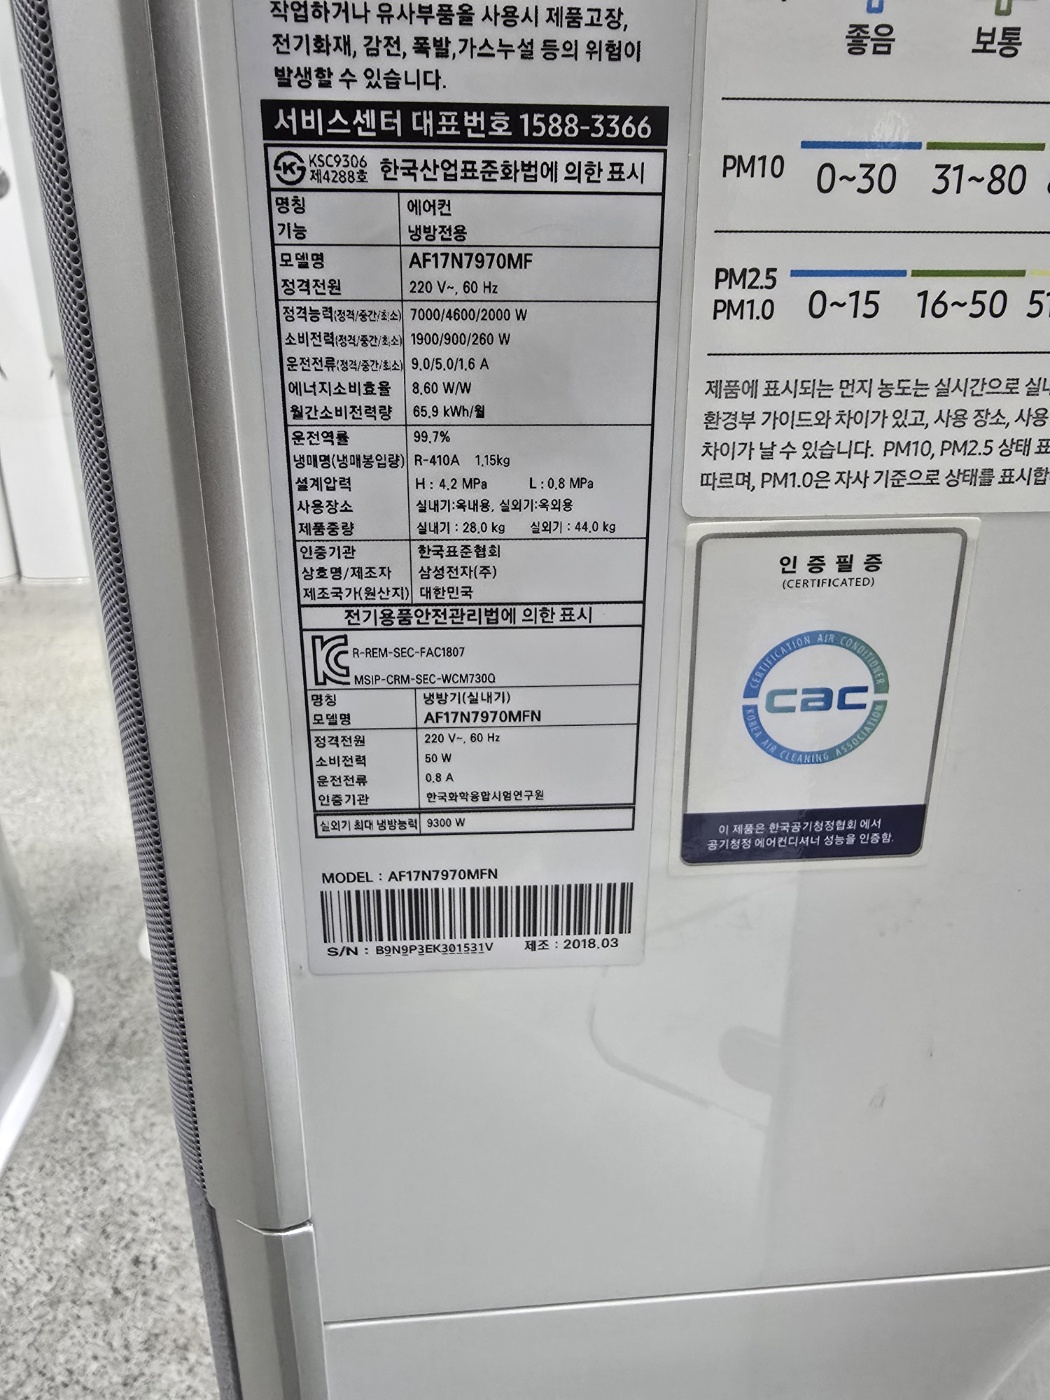 작업하거나 유사부품을 사용시 제품고장,
전기화재, 감전, 폭발,가스누설 등의 위험이
발생할 수 있습니다.
서비스센터 대표번호 1588-3366
KSC9306
제4288호 한국산업표준화법에 의한 표시
명칭 에어컨
기능 냉방전용
모델명 AF17N7970MF
정격전원 220 V~, 60 Hz
정격능력(정격/중간/최소) 7000/4600/2000 W
소비전력(정격/중간/최소) 1900/900/260 W
운전전류(정격/중간/최소) 9.0/5.0/1.6 A
에너지소비효율 8.60 W/W
월간소비전력량 65.9 kWh/월
운전역률 99.7%
냉매명(냉매봉입량) R-410A 1.15kg
설계압력 H : 4.2 MPa L : 0.8 MPa
사용장소 실내기:옥내용, 실외기:옥외용
제품중량 실내기 : 28.0 kg 실외기 : 44.0 kg
인증기관 한국표준협회
상호명/제조자 삼성전자(주)
제조국가(원산지) 대한민국
전기용품안전관리법에 의한 표시
R-REM-SEC-FAC1807
MSIP-CRM-SEC-WCM730Q
명칭 냉방기(실내기)
모델명 AF17N7970MFN
정격전원 220 V~, 60 Hz
소비전력 50 W
운전전류 0.8 A
인증기관 한국화학융합시험연구원
실외기 최대 냉방능력 9300 W
MODEL : AF17N7970MFN
S/N : B9N9P3EK301531V 제조 : 2018.03
좋음 보통
PM10 0~30 31~80
PM2.5
PM1.0 0~15 16~50
제품에 표시되는 먼지 농도는 실시간으로
환경부 가이드와 차이가 있고, 사용 장소, 사용
차이가 날 수 있습니다. PM10, PM2.5 상태
따르며, PM1.0은 자사 기준으로 상태를
인 증 필 증
(CERTIFICATED)
CERTIFICATION AIR CONDITIONER
cac
KOREA AIR CLEANING ASSOCIATION
이 제품은 한국공기청정협회 에서
공기청정 에어컨디셔너 성능을 인증함.